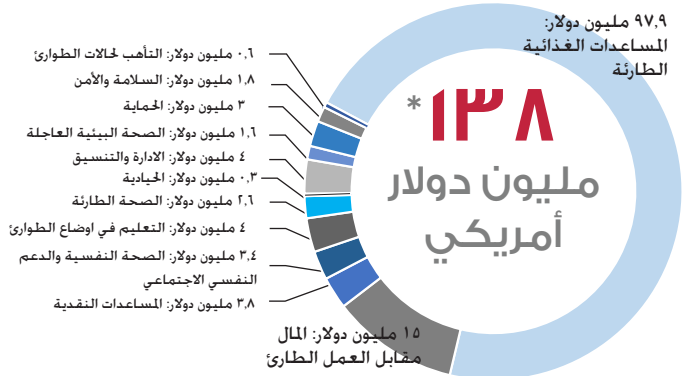 ٩٧,٩ مليون دولار:
المساعدات الغذائية
الطارئة
٠,٦ مليون دولار: التأهب لحالات الطوارئ
١,٨ مليون دولار: السلامة والأمن
٣ مليون دولار: الحماية
١,٦ مليون دولار: الصحة البيئية العاجلة
٤ مليون دولار: الادارة والتنسيق
٠,٣ مليون دولار: الحيادية
٢,٦ مليون دولار: الصحة الطارئة
٤ مليون دولار: التعليم في اوضاع الطوارئ
٣,٤ مليون دولار: الصحة النفسية والدعم
النفسي الاجتماعي
٣,٨ مليون دولار: المساعدات النقدية
١٥ مليون دولار: المال
مقابل العمل الطارئ
١٣٨*
مليون دولار
أمريكي